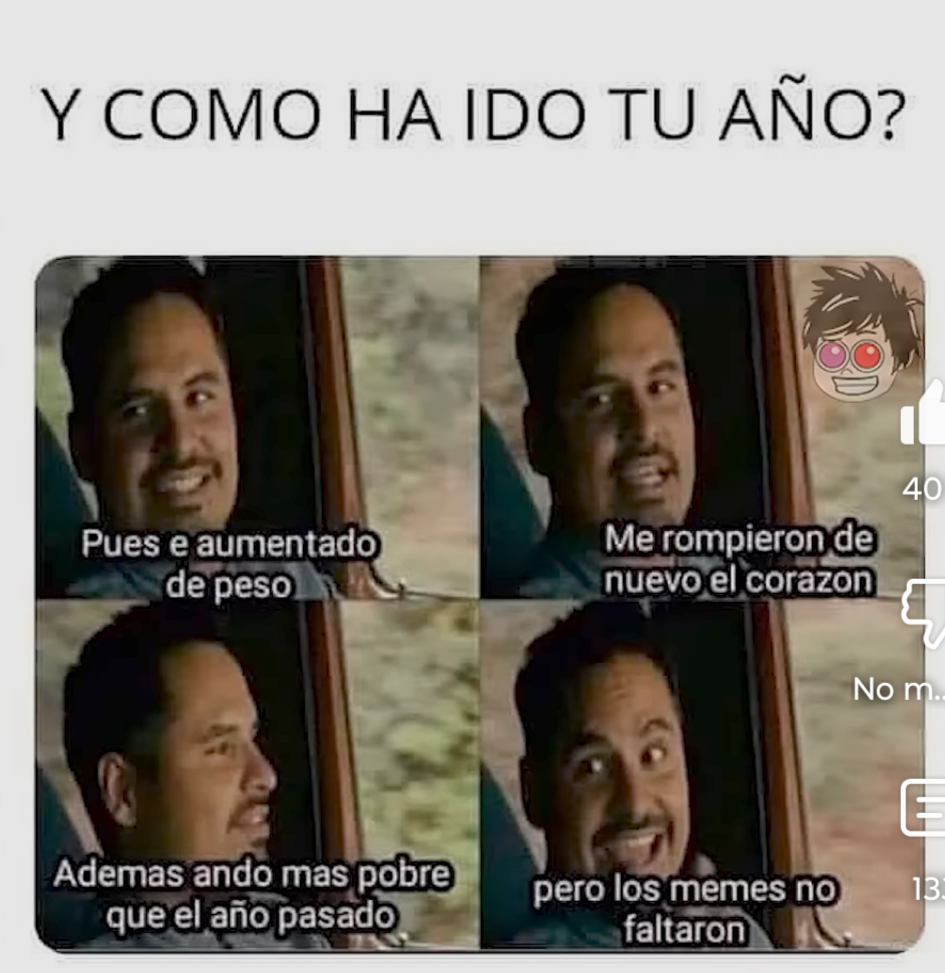 Y COMO HA IDO TU AÑO?
Pues e aumentado
de peso
Me rompieron de
nuevo el corazon
Ademas ando mas pobre
que el año pasado
pero los memes no
faltaron
40
No m..